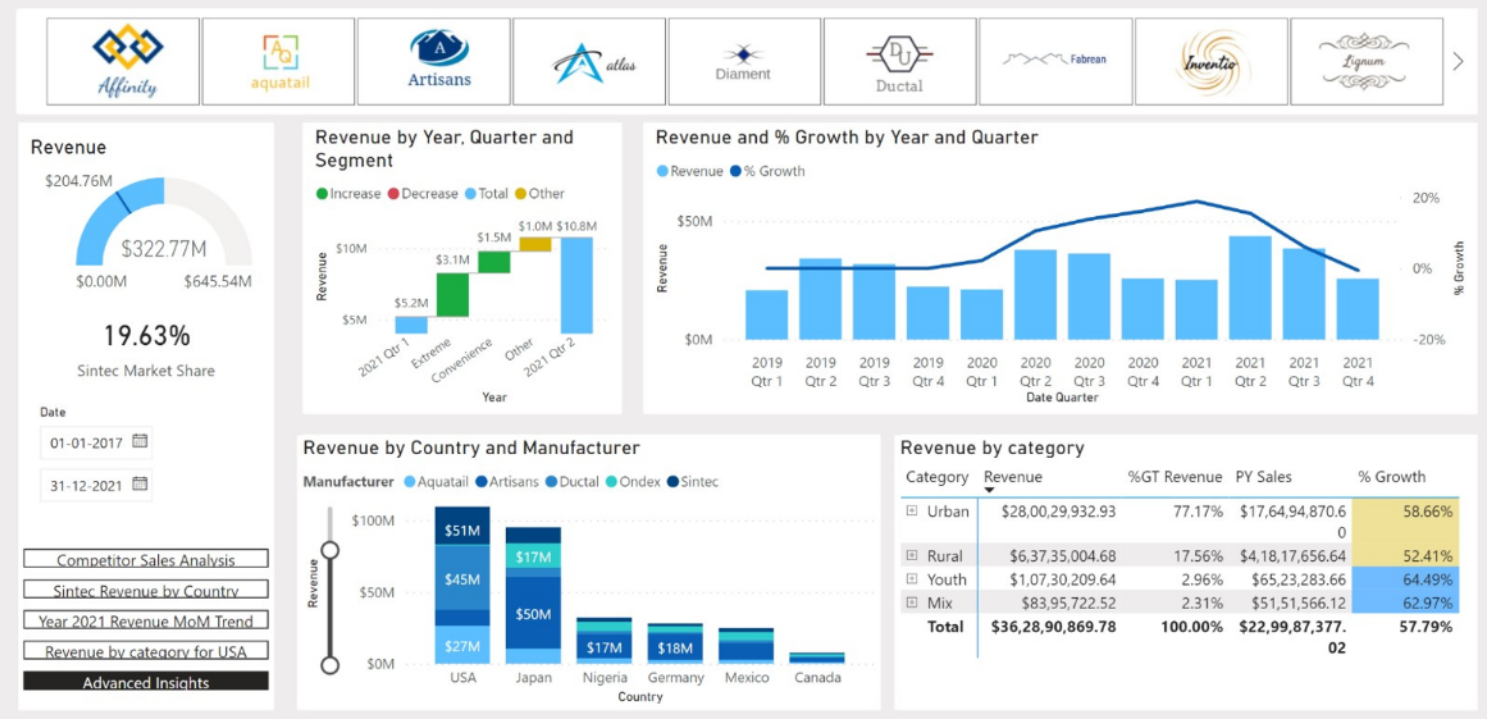 Affinity
AQ
aquatail
A
Artisans
atlas
Diament
DU
Ductal
Fabrean
Inventio
Lignum
Revenue
$204.76M
$322.77M
$0.00M
$645.54M
19.63%
Sintec Market Share
Date
01-01-2017
31-12-2021
Competitor Sales Analysis
Sintec Revenue by Country
Year 2021 Revenue MoM Trend
Revenue by category for USA
Advanced Insights
Revenue by Year, Quarter and
Segment
Increase Decrease Total Other
$1.0M $10.8M
$1.5M
$10M
$3.1M
$5.2M
$5M
Revenue
2021 Qtr 1 Extreme Convenience Other 2021 Qtr 2
Year
Revenue and % Growth by Year and Quarter
Revenue % Growth
20%
$50M
Revenue
0%
% Growth
$0M
-20%
2019 2019 2019 2019 2020 2020 2020 2020 2021 2021 2021 2021
Qtr 1 Qtr 2 Qtr 3 Qtr 4 Qtr 1 Qtr 2 Qtr 3 Qtr 4 Qtr 1 Qtr 2 Qtr 3 Qtr 4
Date Quarter
Revenue by Country and Manufacturer
Manufacturer Aquatail Artisans Ductal Ondex Sintec
$100M
$51M
$17M
$45M
$50M
Revenue
$50M
$27M
$17M
$18M
$0M
USA Japan Nigeria Germany Mexico Canada
Country
Revenue by category
Category Revenue %GT Revenue PY Sales % Growth
Urban $28,00,29,932.93 77.17% $17,64,94,870.6 58.66%
0
Rural $6,37,35,004.68 17.56% $4,18,17,656.64 52.41%
Youth $1,07,30,209.64 2.96% $65,23,283.66 64.49%
Mix $83,95,722.52 2.31% $51,51,566.12 62.97%
Total $36,28,90,869.78 100.00% $22,99,87,377. 57.79%
02